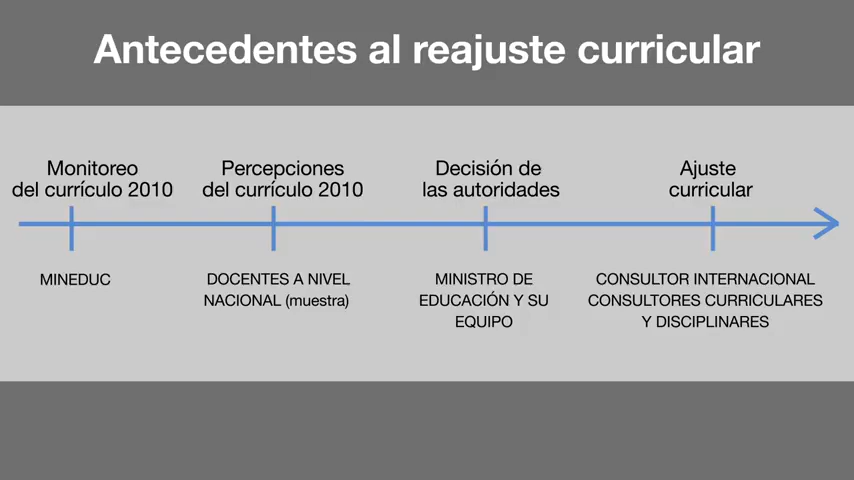 Antecedentes al reajuste curricular
Monitoreo
del currículo 2010
Percepciones
del currículo 2010
Decisión de
las autoridades
Ajuste
curricular
MINEDUC
DOCENTES A NIVEL
NACIONAL (muestra)
MINISTRO DE
EDUCACIÓN Y SU
EQUIPO
CONSULTOR INTERNACIONAL
CONSULTORES CURRICULARES
Y DISCIPLINARES